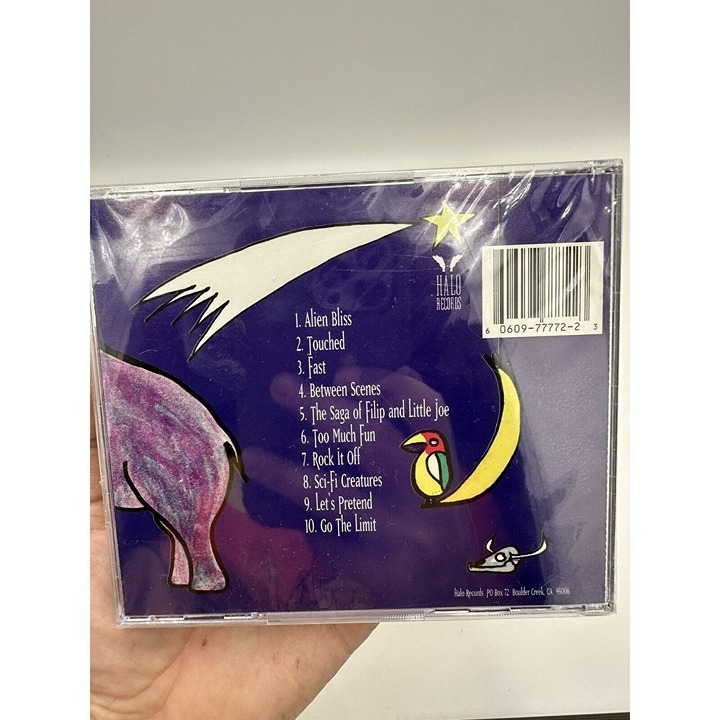 HALO
RECORDS
6 0609-77772-2 3
1. Alien Bliss
2. Touched
3. Fast
4. Between Scenes
5. The Saga of Filip and Little Joe
6. Too Much Fun
7. Rock It Off
8. Sci-Fi Creatures
9. Let's Pretend
10. Go The Limit
Halo Records PO Box 72 Boulder Creek, CA 95006